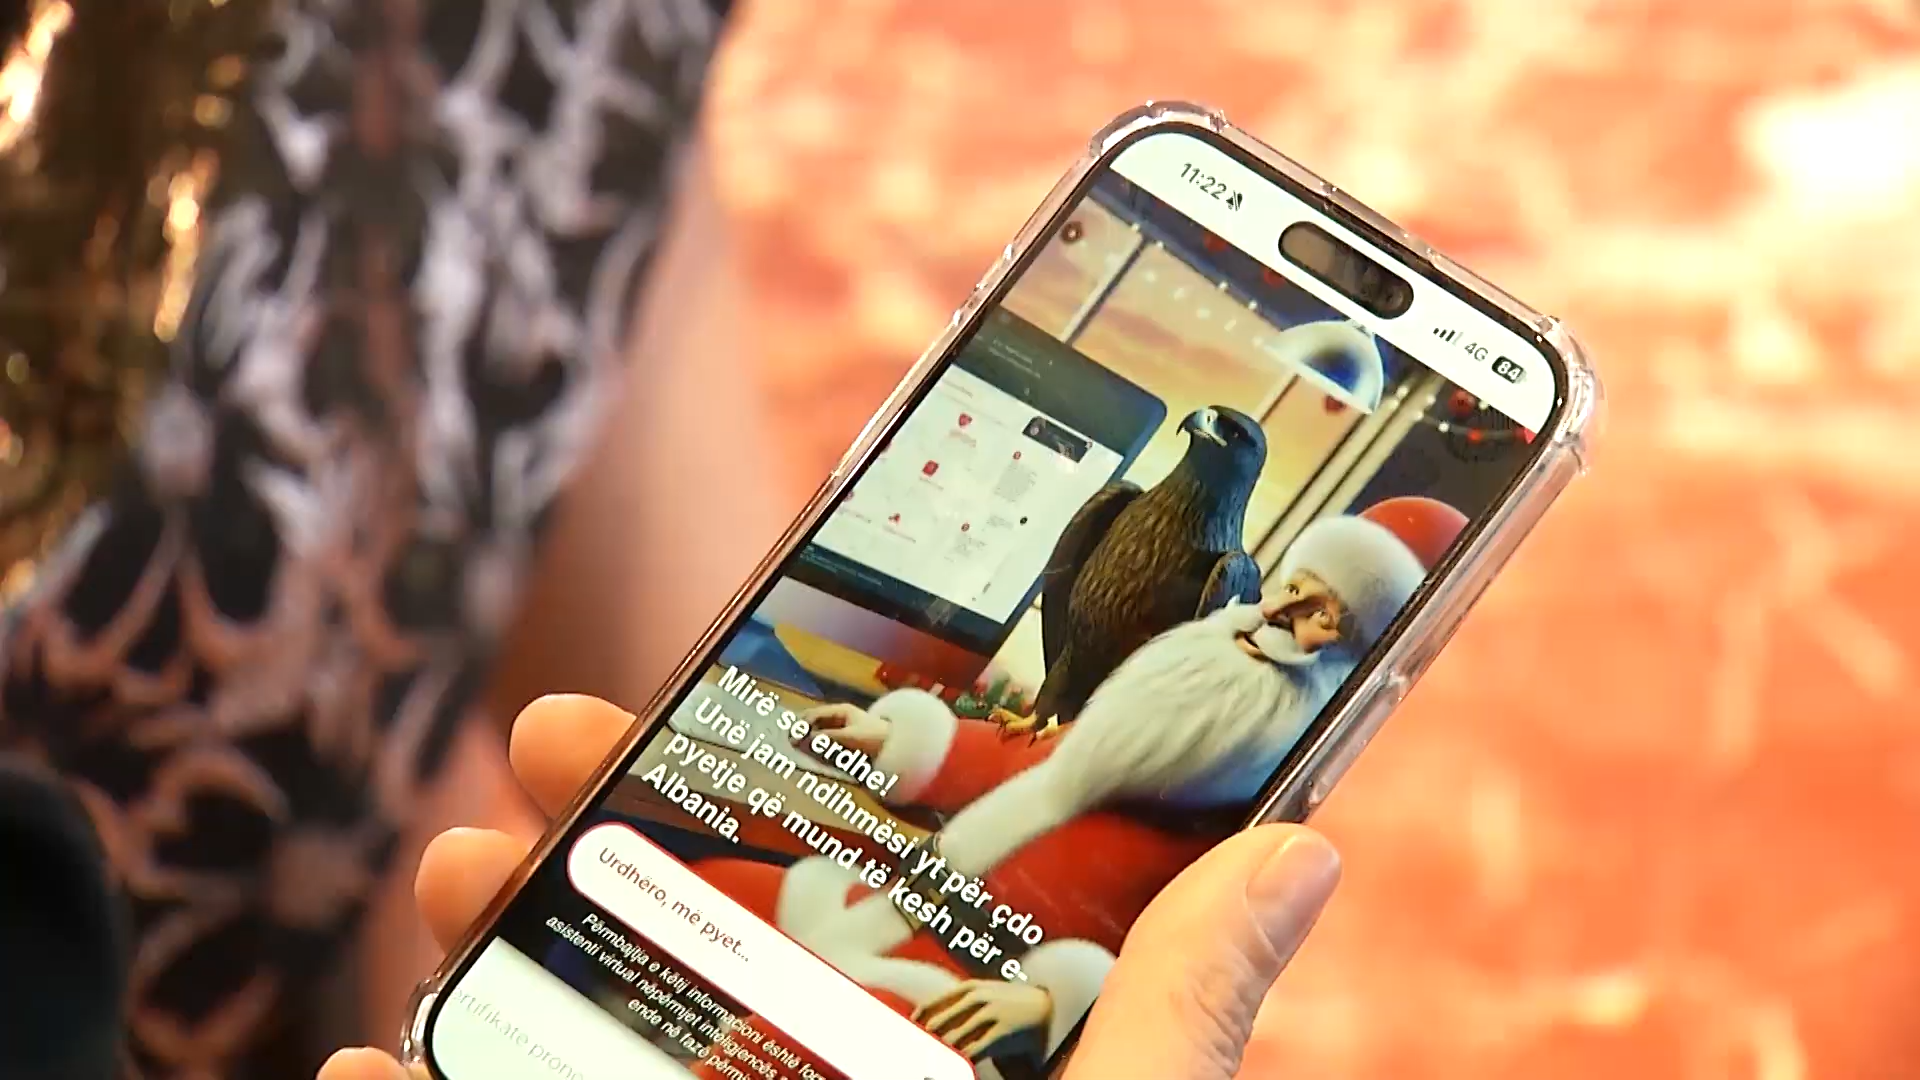 11:22
4G 84
Mirë se erdhe!
Unë jam ndihmësi yt për çdo
pyetje që mund të kesh për e-
Albania.
Urdhëro, më pyet...
Përmbajtja e këtij informacioni është
asistenti virtual nëpërmjet inteligjencës
ende në fazë